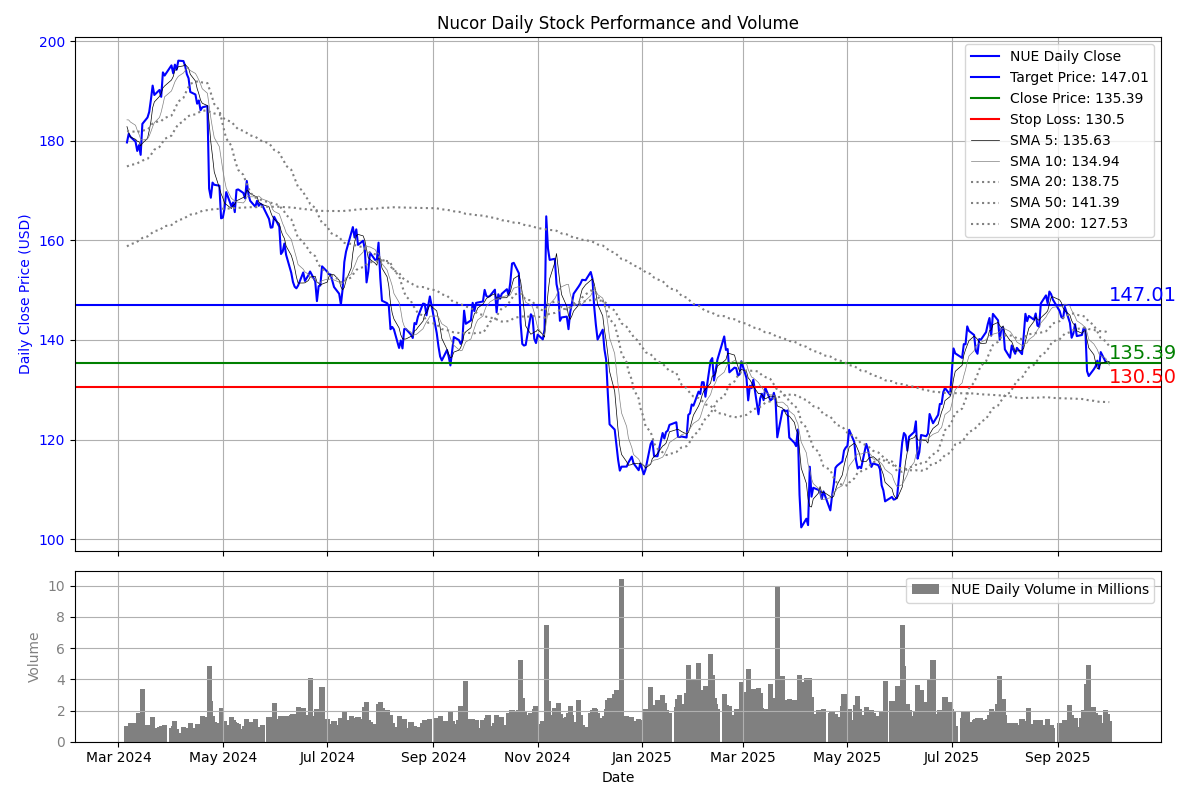 Nucor Daily Stock Performance and Volume
200
180
160
140
120
100
Daily Close Price (USD)
NUE Daily Close
Target Price: 147.01
Close Price: 135.39
Stop Loss: 130.5
SMA 5: 135.63
SMA 10: 134.94
SMA 20: 138.75
SMA 50: 141.39
SMA 200: 127.53
147.01
135.39
130.50
10
8
6
4
2
0
Volume
NUE Daily Volume in Millions
Mar 2024 May 2024 Jul 2024 Sep 2024 Nov 2024 Jan 2025 Mar 2025 May 2025 Jul 2025 Sep 2025
Date